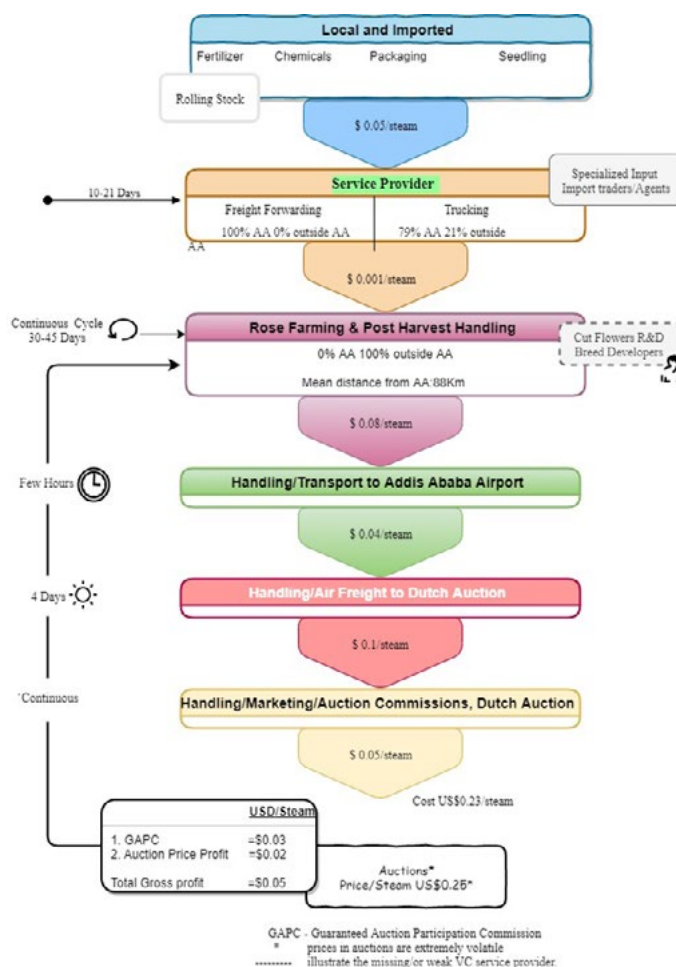 Local and Imported
Fertilizer Chemicals Packaging Seedling
Rolling Stock
$ 0.05/steam
Specialized Input
Import traders/Agents
10-21 Days
Service Provider
Freight Forwarding Trucking
100% AA 0% outside AA 79% AA 21% outside
AA
$ 0.001/steam
Continuous Cycle
30-45 Days
Rose Farming & Post Harvest Handling
0% AA 100% outside AA
Mean distance from AA:88Km
Cut Flowers R&D
Breed Developers
$ 0.08/steam
Few Hours
Handling/Transport to Addis Ababa Airport
$ 0.04/steam
4 Days
Handling/Air Freight to Dutch Auction
$ 0.1/steam
`Continuous
Handling/Marketing/Auction Commissions, Dutch Auction
$ 0.05/steam
Cost US$0.23/steam
USD/Steam
1. GAPC =$0.03
2. Auction Price Profit =$0.02
Total Gross profit =$0.05
Auctions*
Price/Steam US$0.25*
GAPC - Guaranteed Auction Participation Commission
* prices in auctions are extremely volatile
--------- illustrate the missing/or weak VC service provider.